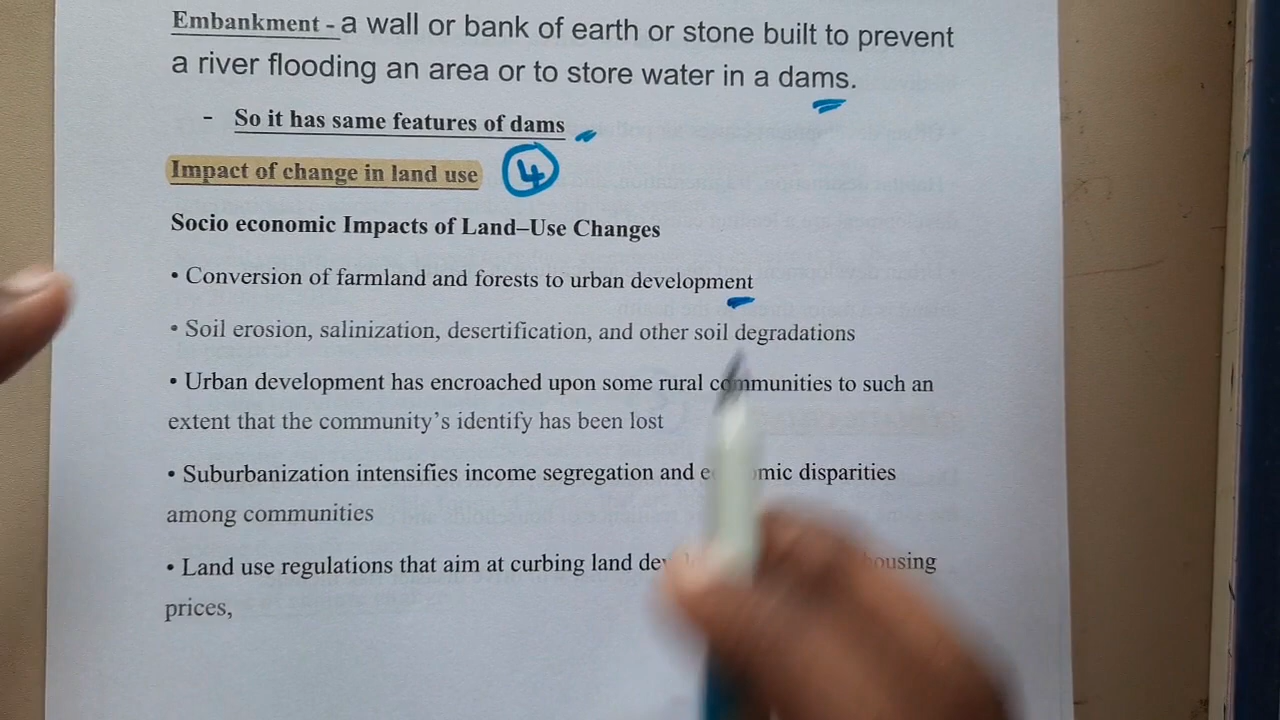 Embankment - a wall or bank of earth or stone built to prevent
a river flooding an area or to store water in a dams.
- So it has same features of dams
Impact of change in land use 4
Socio economic Impacts of Land–Use Changes
• Conversion of farmland and forests to urban development
• Soil erosion, salinization, desertification, and other soil degradations
• Urban development has encroached upon some rural communities to such an
extent that the community's identify has been lost
• Suburbanization intensifies income segregation and disparities
among communities
• Land use regulations that aim at curbing land housing
prices,